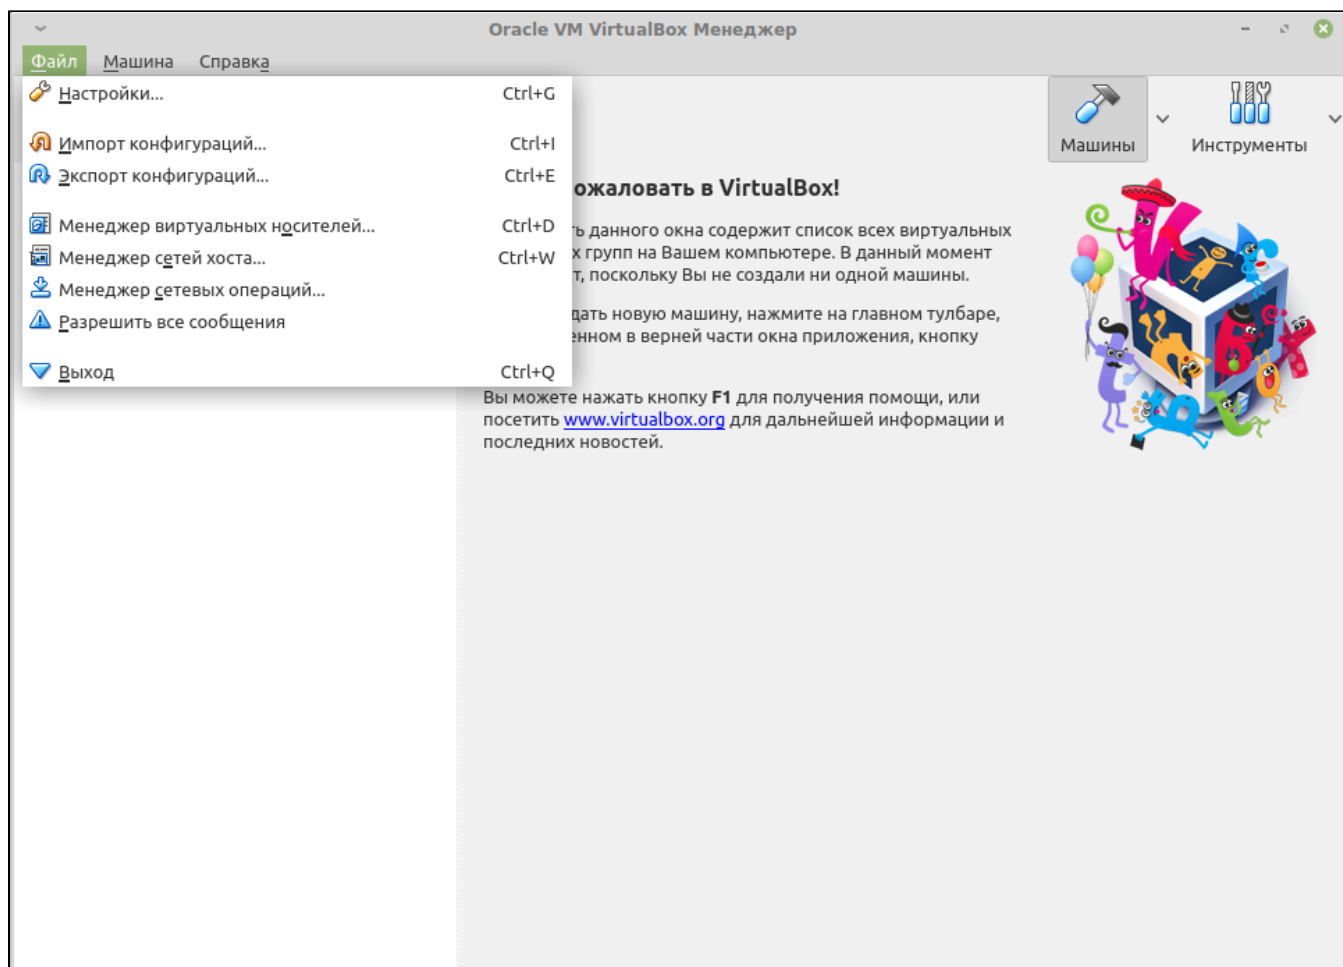 Oracle VM VirtualBox Менеджер
Файл Машина Справка
Настройки... Ctrl+G
Импорт конфигураций... Ctrl+I
Экспорт конфигураций... Ctrl+E
Менеджер виртуальных носителей... Ctrl+D
Менеджер сетей хоста... Ctrl+W
Менеджер сетевых операций...
Разрешить все сообщения
Выход Ctrl+Q
Машины Инструменты
ожаловать в VirtualBox!
ь данного окна содержит список всех виртуальных
х групп на Вашем компьютере. В данный момент
т, поскольку Вы не создали ни одной машины.
дать новую машину, нажмите на главном тулбаре,
енном в верней части окна приложения, кнопку
Вы можете нажать кнопку F1 для получения помощи, или
посетить www.virtualbox.org для дальнейшей информации и
последних новостей.